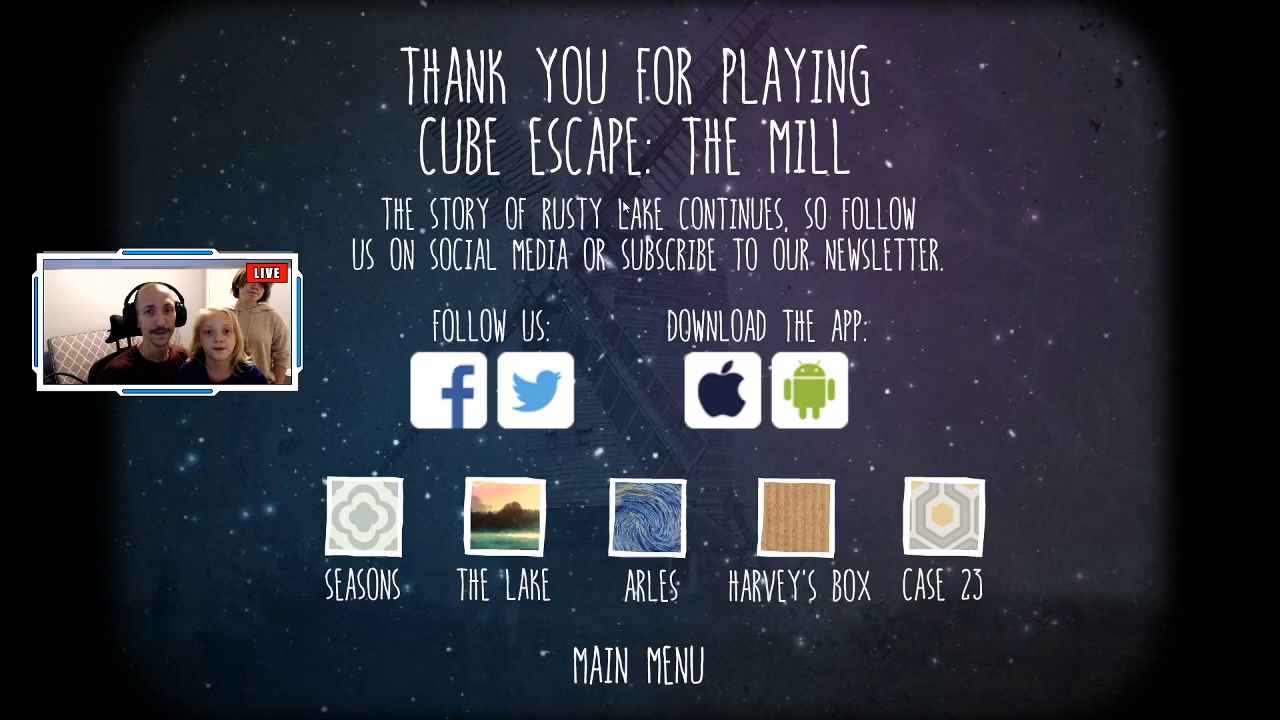 THANK YOU FOR PLAYING
CUBE ESCAPE: THE MILL
THE STORY OF RUSTY LAKE CONTINUES, SO FOLLOW
US ON SOCIAL MEDIA OR SUBSCRIBE TO OUR NEWSLETTER.
LIVE
FOLLOW US:
DOWNLOAD THE APP:
SEASONS
THE LAKE
ARLES
HARVEY'S BOX
CASE 23
MAIN MENU